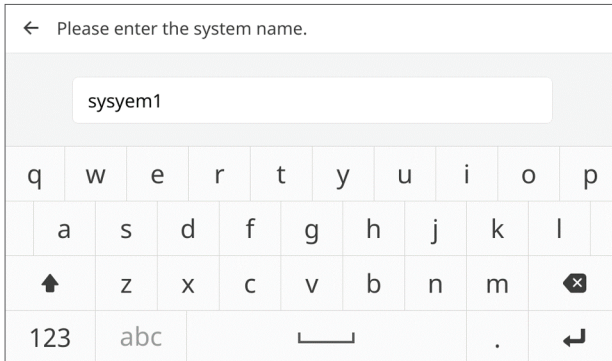 Please enter the system name.
sysyem1
q w e r t y u i o p
a s d f g h j k l
z x c v b n m
123 abc .